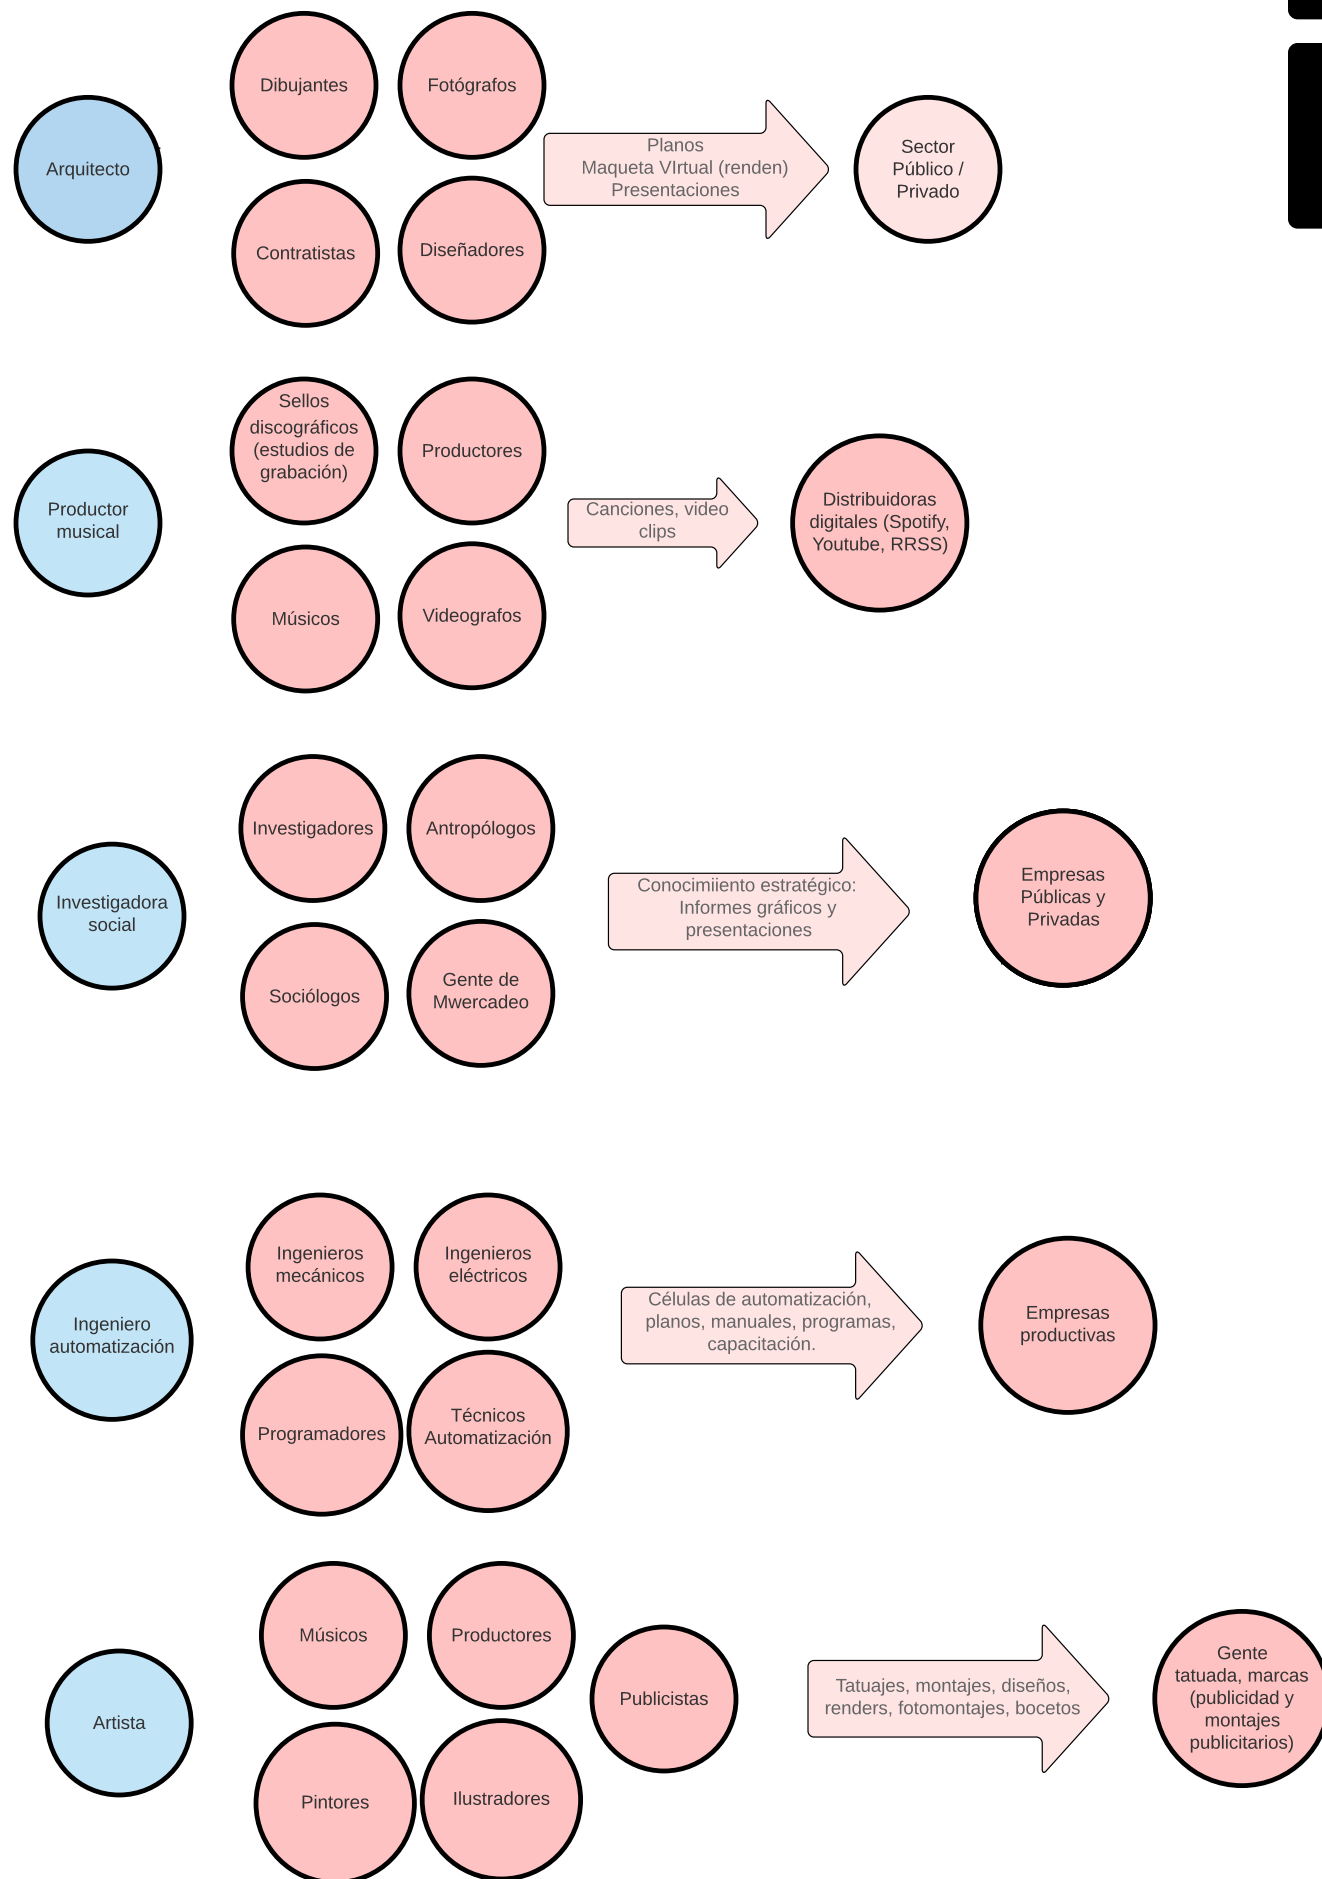 Dibujantes
Fotógrafos
Arquitecto
Contratistas
Diseñadores
Planos
Maqueta VIrtual (renden)
Presentaciones
Sector
Público /
Privado
Sellos
discográficos
(estudios de
grabación)
Productores
Productor
musical
Músicos
Videografos
Canciones, video
clips
Distribuidoras
digitales (Spotify,
Youtube, RRSS)
Investigadores
Antropólogos
Investigadora
social
Sociólogos
Gente de
Mwercadeo
Conocimiiento estratégico:
Informes gráficos y
presentaciones
Empresas
Públicas y
Privadas
Ingenieros
mecánicos
Ingenieros
eléctricos
Ingeniero
automatización
Programadores
Técnicos
Automatización
Células de automatización,
planos, manuales, programas,
capacitación.
Empresas
productivas
Músicos
Productores
Artista
Publicistas
Pintores
Ilustradores
Tatuajes, montajes, diseños,
renders, fotomontajes, bocetos
Gente
tatuada, marcas
(publicidad y
montajes
publicitarios)